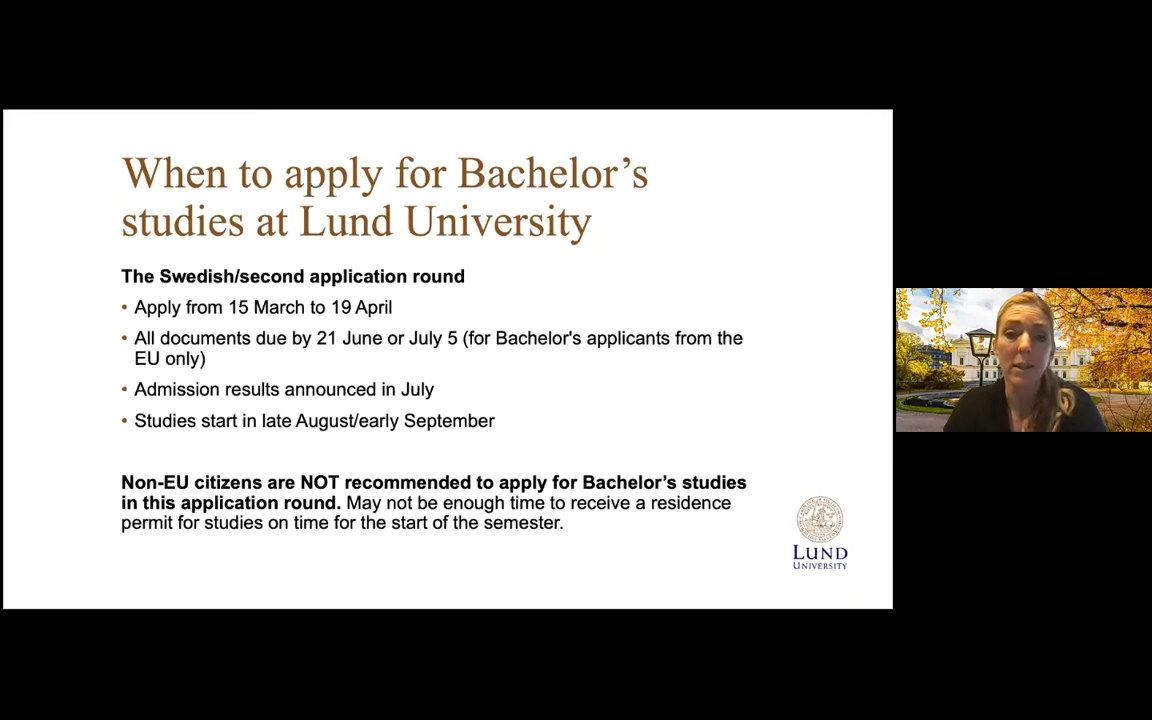 When to apply for Bachelor's
studies at Lund University
The Swedish/second application round
• Apply from 15 March to 19 April
• All documents due by 21 June or July 5 (for Bachelor's applicants from the
EU only)
• Admission results announced in July
• Studies start in late August/early September
Non-EU citizens are NOT recommended to apply for Bachelor's studies
in this application round. May not be enough time to receive a residence
permit for studies on time for the start of the semester.
LUND
UNIVERSITY